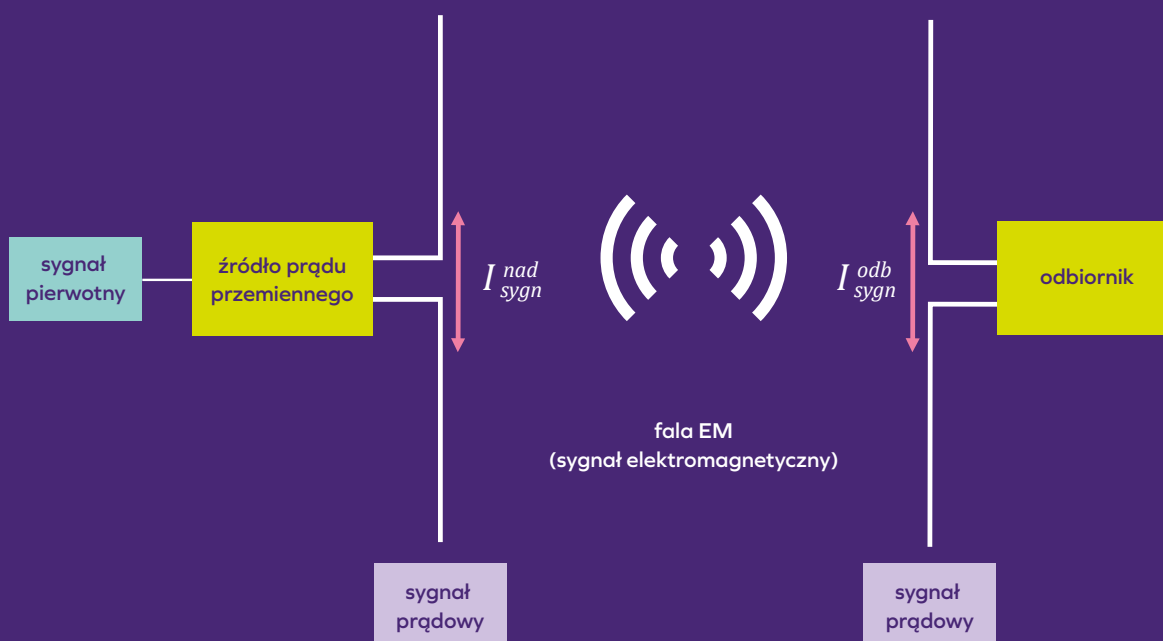 sygnał
pierwotny
źródło prądu
przemiennego
I nad sygn
I odb sygn
odbiornik
fala EM
(sygnał elektromagnetyczny)
sygnał
prądowy
sygnał
prądowy